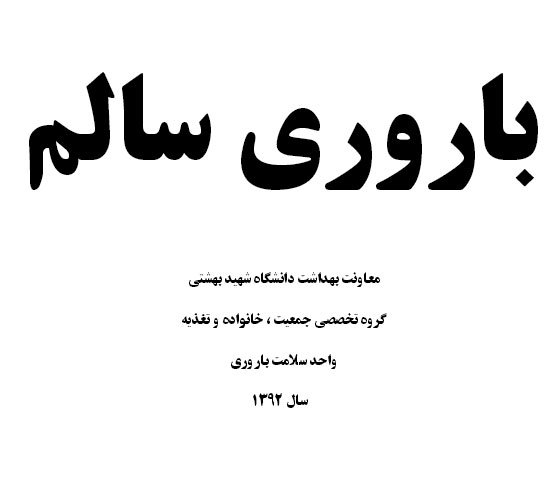 باروری سالم
معاونت بهداشت دانشگاه شهید بهشتی
گروه تخصصی جمعیت ، خانواده و تغذیه
واحد سلامت باروری
سال ۱۳۹۲